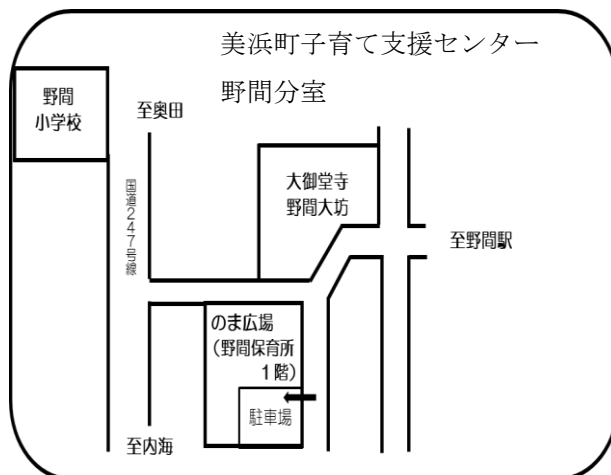 美浜町子育て支援センター
野間分室
野間
小学校
至奥田
国道247号線
大御堂寺
野間大坊
至野間駅
のま広場
(野間保育所
1階)
駐車場
至内海